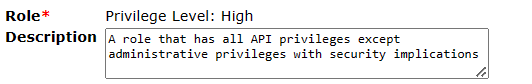 Role* Privilege Level: High
Description A role that has all API privileges except
administrative privileges with security implications